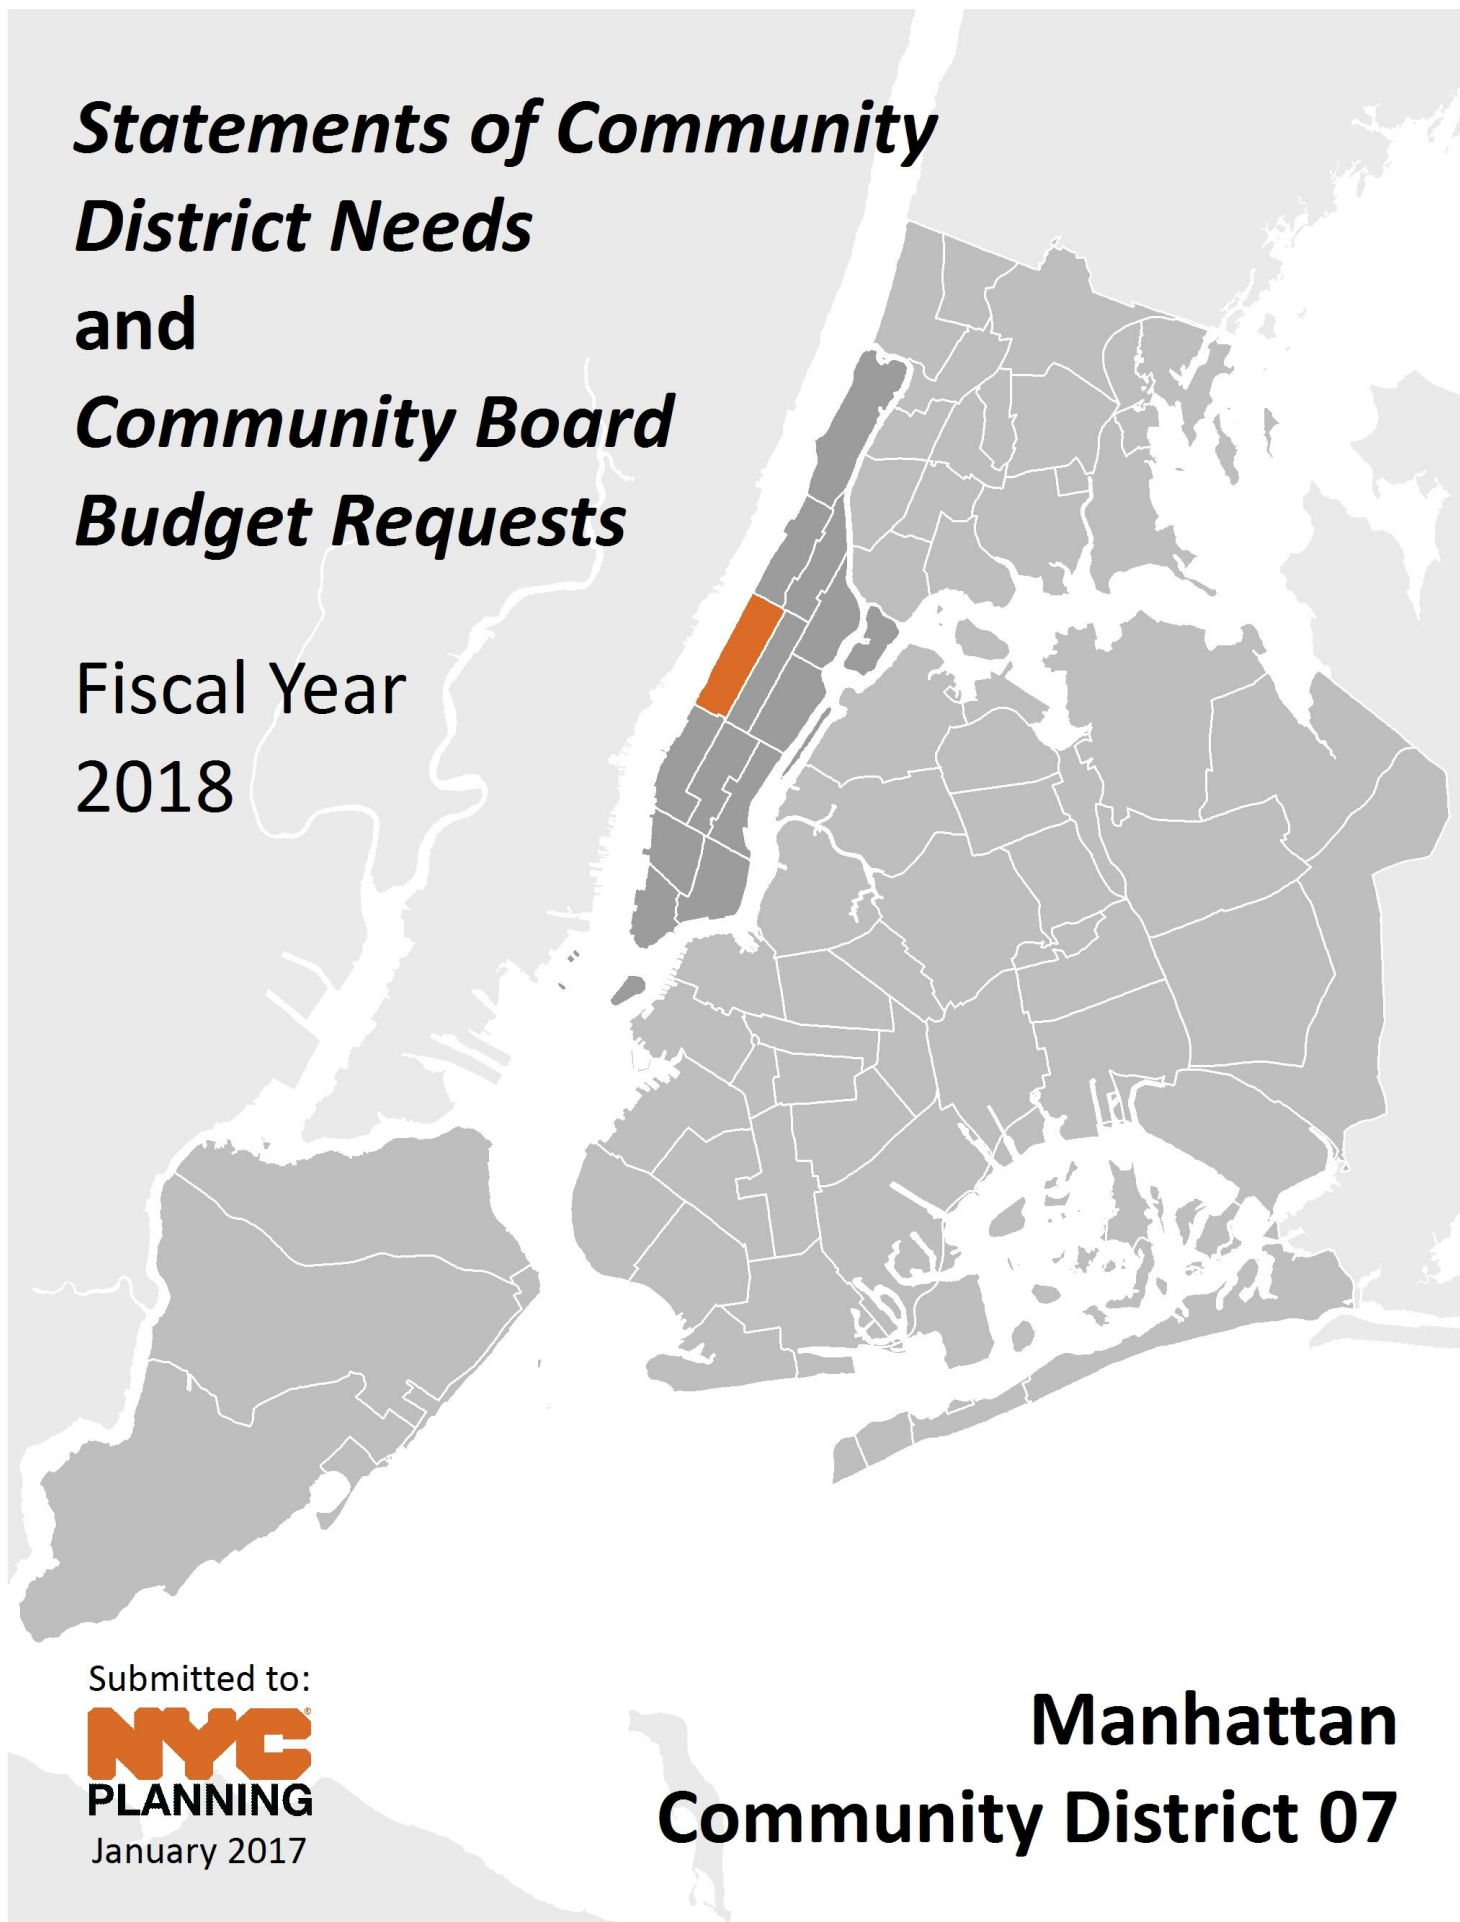 Statements of Community
District Needs
and
Community Board
Budget Requests
Fiscal Year
2018
Submitted to:
NYC®
PLANNING
January 2017
Manhattan
Community District 07